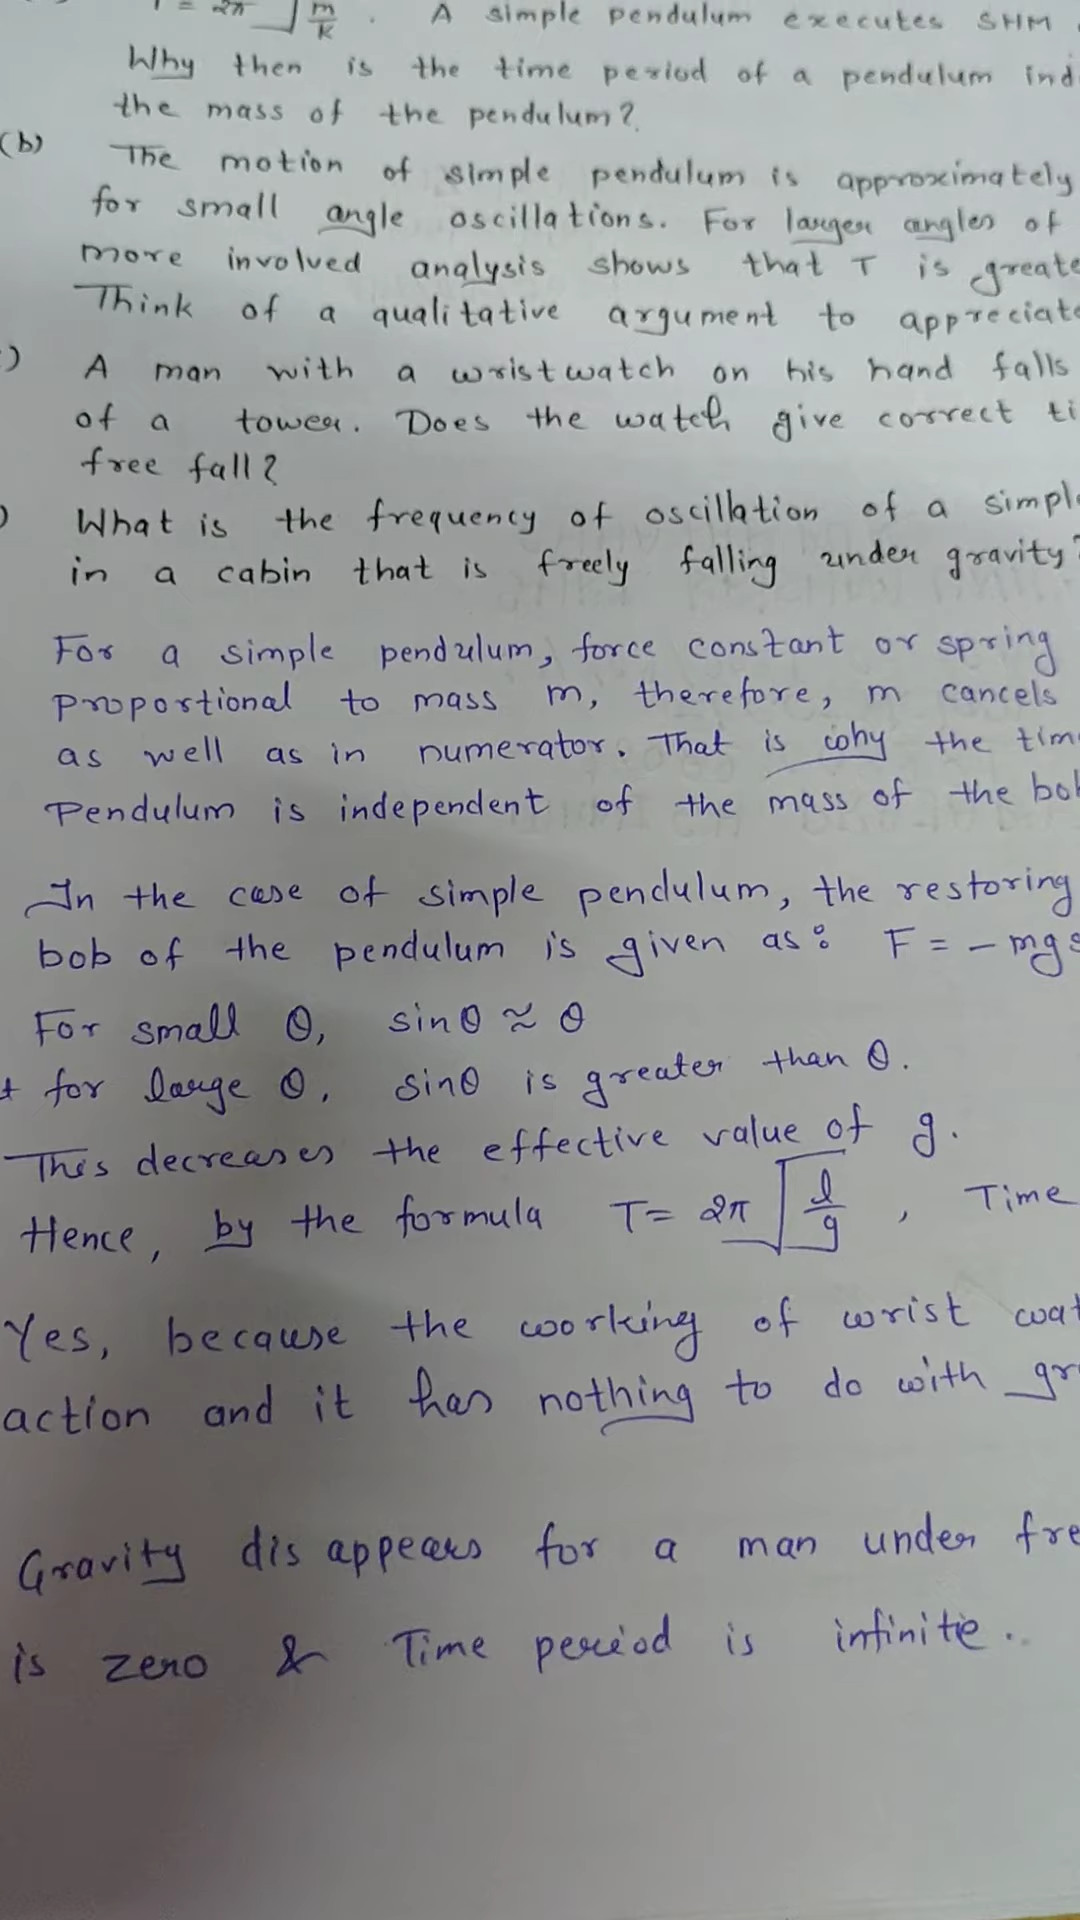 T = 2π √m/k . A simple pendulum executes SHM
Why then is the time period of a pendulum ind
the mass of the pendulum?
(b) The motion of simple pendulum is approximately
for small angle oscillations. For larger angles of
more involved analysis shows that T is greate
Think of a qualitative argument to appreciate
) A man with a wristwatch on his hand falls
of a tower. Does the watch give correct ti
free fall?
) What is the frequency of oscillation of a simple
in a cabin that is freely falling under gravity?
For a simple pendulum, force constant or spring
proportional to mass m, therefore, m cancels
as well as in numerator. That is why the time
Pendulum is independent of the mass of the bob
In the case of simple pendulum, the restoring
bob of the pendulum is given as: F = - mgs
For small θ, sinθ ≈ θ
for large θ, sinθ is greater than θ.
This decreases the effective value of g.
Hence, by the formula T = 2π √l/g , Time
Yes, because the working of wrist wat
action and it has nothing to do with gr
Gravity disappears for a man under fre
is zero & Time period is infinite.